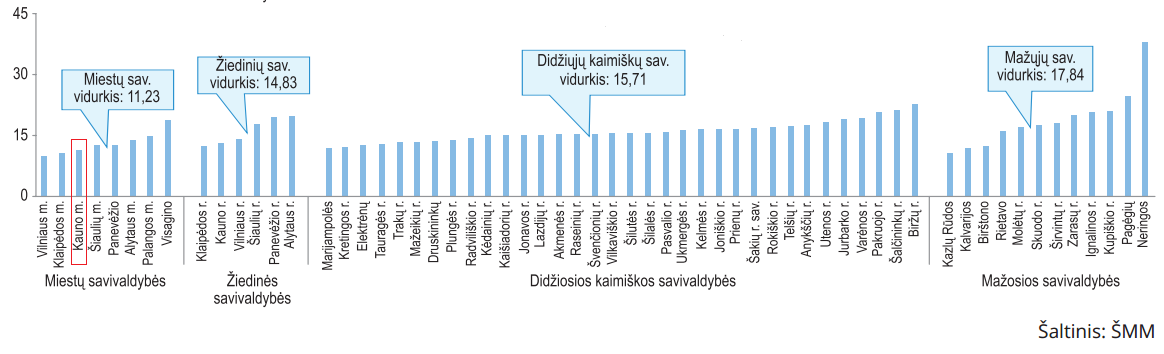 45
30
15
0
Miestų sav.
vidurkis: 11,23
Žiedinių sav.
vidurkis: 14,83
Didžiųjų kaimiškų sav.
vidurkis: 15,71
Mažųjų sav.
vidurkis: 17,84
Vilniaus m.
Klaipėdos m.
Kauno m.
Šiaulių m.
Panevėžio
Alytaus m.
Palangos m.
Visagino
Klaipėdos r.
Kauno r.
Vilniaus r.
Šiaulių r.
Panevėžio r.
Alytaus r.
Marijampolės
Kretingos r.
Elektrėnų
Tauragės r.
Trakų r.
Mažeikių r.
Druskininkų
Plungės r.
Radviliškio r.
Kėdainių r.
Kaišiadorių r.
Jonavos r.
Lazdijų r.
Akmenės r.
Raseinių r.
Švenčionių r.
Vilkaviškio r.
Šilutės r.
Šilalės r.
Pasvalio r.
Ukmergės r.
Kelmės r.
Joniškio r.
Prienų r.
Šakių r. sav.
Rokiškio r.
Telšių r.
Anykščių r.
Utenos r.
Jurbarko r.
Varėnos r.
Pakruojo r.
Šalčininkų r.
Biržų r.
Kazlų Rūdos
Kalvarijos
Birštono
Rietavo
Molėtų r.
Skuodo r.
Širvintų r.
Zarasų r.
Ignalinos r.
Kupiškio r.
Pagėgių
Neringos
Miestų savivaldybės
Žiedinės
savivaldybės
Didžiosios kaimiškos savivaldybės
Mažosios savivaldybės
Šaltinis: ŠMM